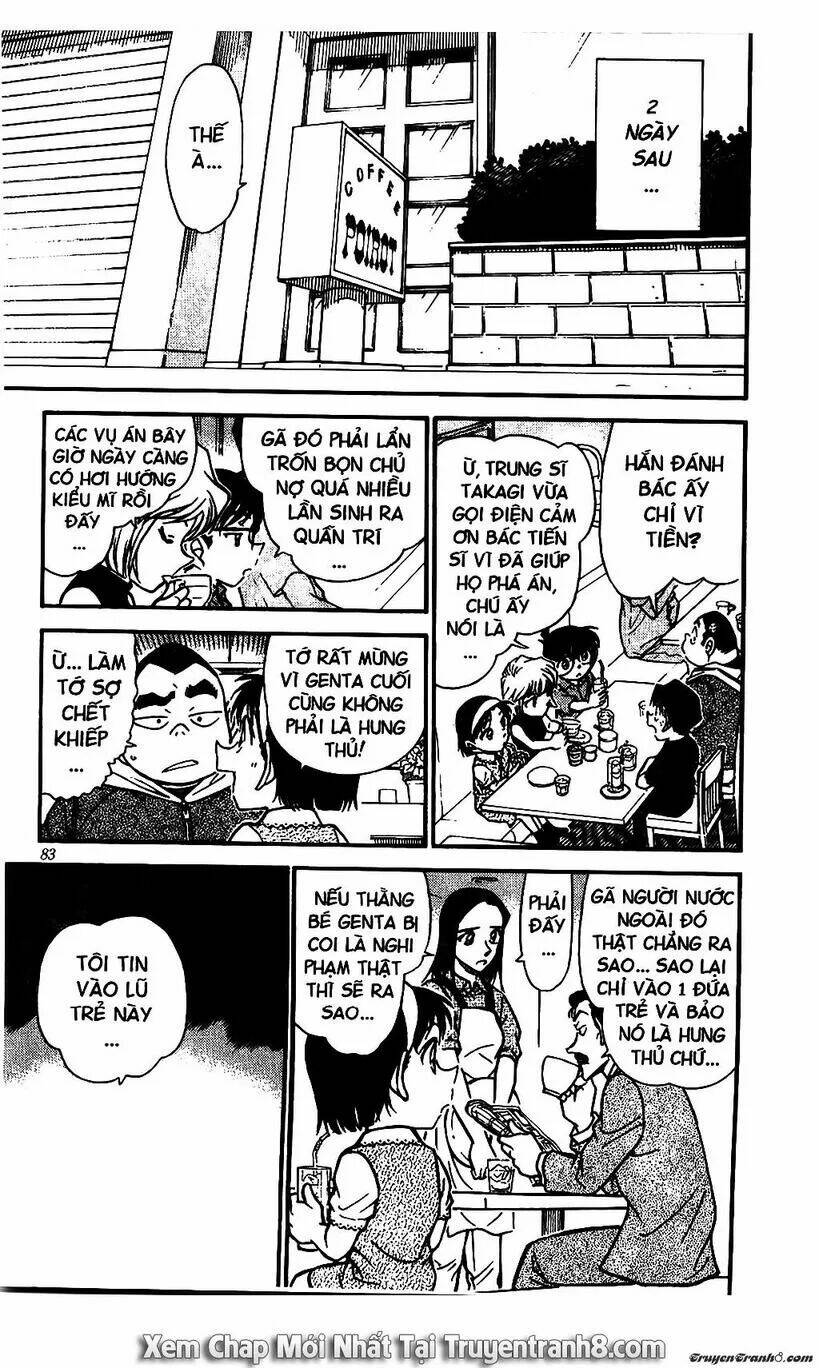 2
NGÀY
SAU
...
THẾ
À...
COFFEE
POIROT
HẮN ĐÁNH
BÁC ẤY
CHỈ VÌ
TIỀN?
Ừ, TRUNG SĨ
TAKAGI VỪA
GỌI ĐIỆN CẢM
ƠN BÁC TIẾN
SĨ VÌ ĐÃ GIÚP
HỌ PHÁ ÁN,
CHÚ ẤY
NÓI LÀ
...
GÃ ĐÓ PHẢI LẨN
TRỐN BỌN CHỦ
NỢ QUÁ NHIỀU
LẦN SINH RA
QUẪN TRÍ
...
CÁC VỤ ÁN BÂY
GIỜ NGÀY CÀNG
CÓ HƠI HƯỚNG
KIỂU MĨ RỒI
ĐẤY
...
TỚ RẤT MỪNG
VÌ GENTA CUỐI
CÙNG KHÔNG
PHẢI LÀ HUNG
THỦ!
Ừ... LÀM
TỚ SỢ
CHẾT
KHIẾP
...
83
GÃ NGƯỜI NƯỚC
NGOÀI ĐÓ
THẬT CHẲNG RA
SAO... SAO LẠI
CHỈ VÀO 1 ĐỨA
TRẺ VÀ BẢO
NÓ LÀ HUNG
THỦ CHỨ...
PHẢI
ĐẤY
...
NẾU THẰNG
BÉ GENTA BỊ
COI LÀ NGHI
PHẠM THẬT
THÌ SẼ RA
SAO...
TÔI TIN
VÀO LŨ
TRẺ NÀY
...
Xem Chap Mới Nhất Tại Truyentranh8.com
TruyenTranh8.com